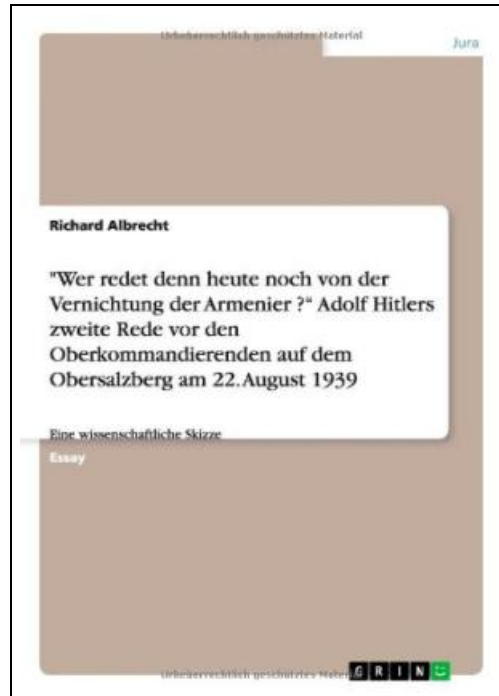 Urheberrechtlich geschütztes Material
Jura
Richard Albrecht
"Wer redet denn heute noch von der
Vernichtung der Armenier ?“ Adolf Hitlers
zweite Rede vor den
Oberkommandierenden auf dem
Obersalzberg am 22. August 1939
Eine wissenschaftliche Skizze
Essay
Urheberrechtlich geschütztes Mater
GRIN